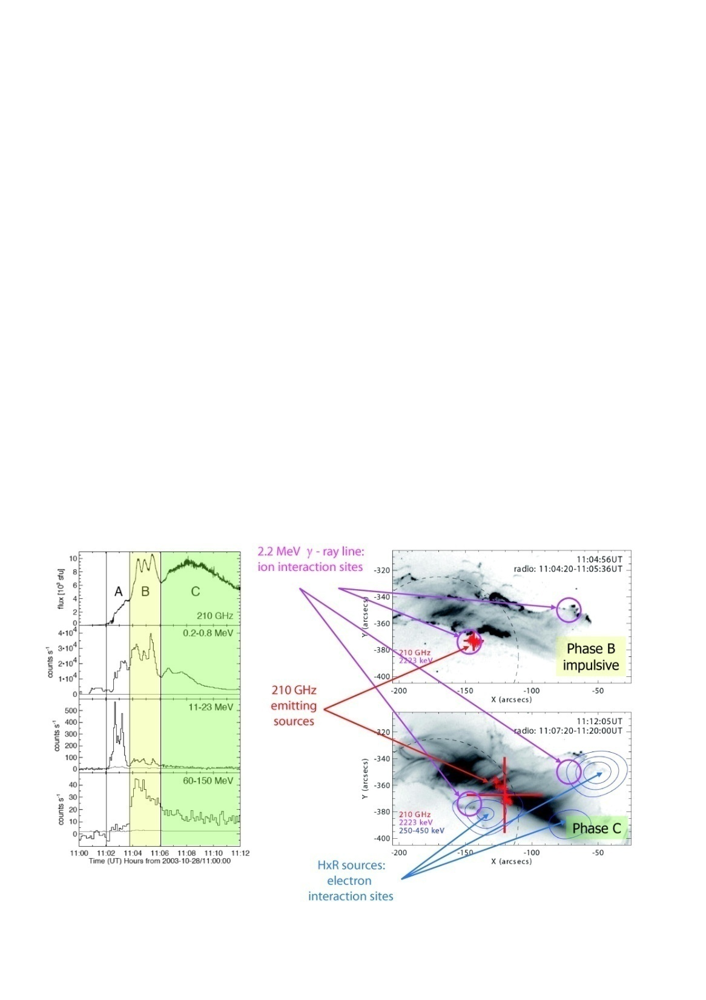 10
8
6
4
2
0
flux [10³ sfu]
A
B
C
210 GHz
4•10⁴
3•10⁴
2•10⁴
1•10⁴
0
counts s⁻¹
0.2-0.8 MeV
500
400
300
200
100
0
counts s⁻¹
11-23 MeV
40
30
20
10
0
counts s⁻¹
60-150 MeV
11:00 11:02 11:04 11:06 11:08 11:10 11:12
Time (UT) Hours from 2003-10-28/11:00:00
2.2 MeV γ - ray line:
ion interaction sites
210 GHz
emitting
sources
HxR sources:
electron
interaction sites
11:04:56UT
radio: 11:04:20-11:05:36UT
-320
-340
-360
-380
-400
Y (arcsecs)
210 GHz
2223 keV
Phase B
impulsive
-200 -150 -100 -50
X (arcsecs)
11:12:05UT
radio: 11:07:20-11:20:00UT
-320
-340
-360
-380
-400
Y (arcsecs)
210 GHz
2223 keV
250-450 keV
Phase C
-200 -150 -100 -50
X (arcsecs)